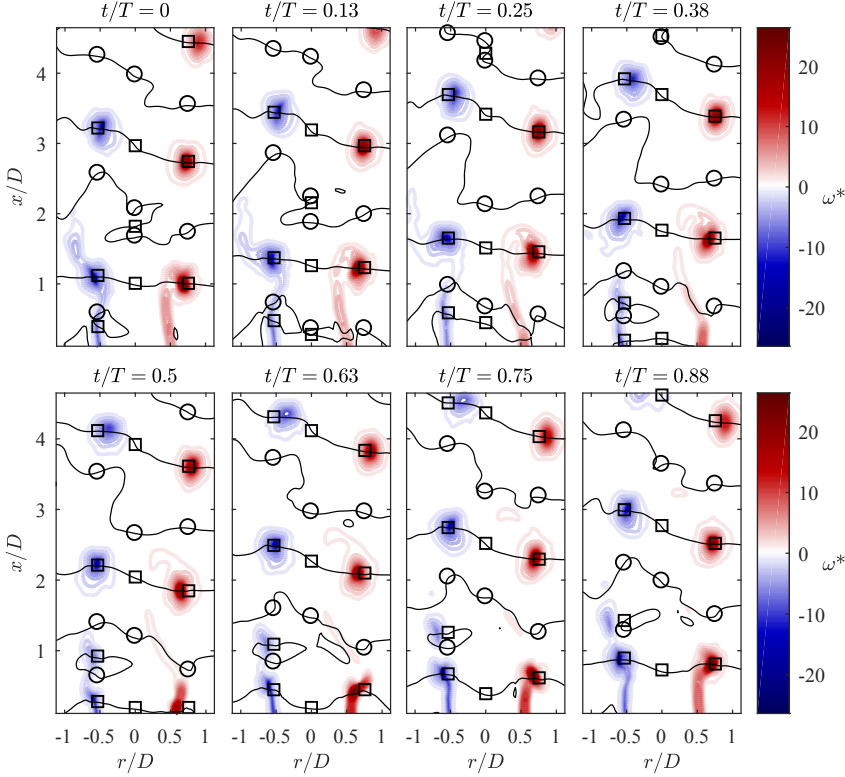 t/T = 0
t/T = 0.13
t/T = 0.25
t/T = 0.38
4
3
2
1
x/D
20
10
0
-10
-20
ω*
t/T = 0.5
t/T = 0.63
t/T = 0.75
t/T = 0.88
4
3
2
1
x/D
20
10
0
-10
-20
ω*
-1 -0.5 0 0.5 1
-1 -0.5 0 0.5 1
-1 -0.5 0 0.5 1
-1 -0.5 0 0.5 1
r/D
r/D
r/D
r/D